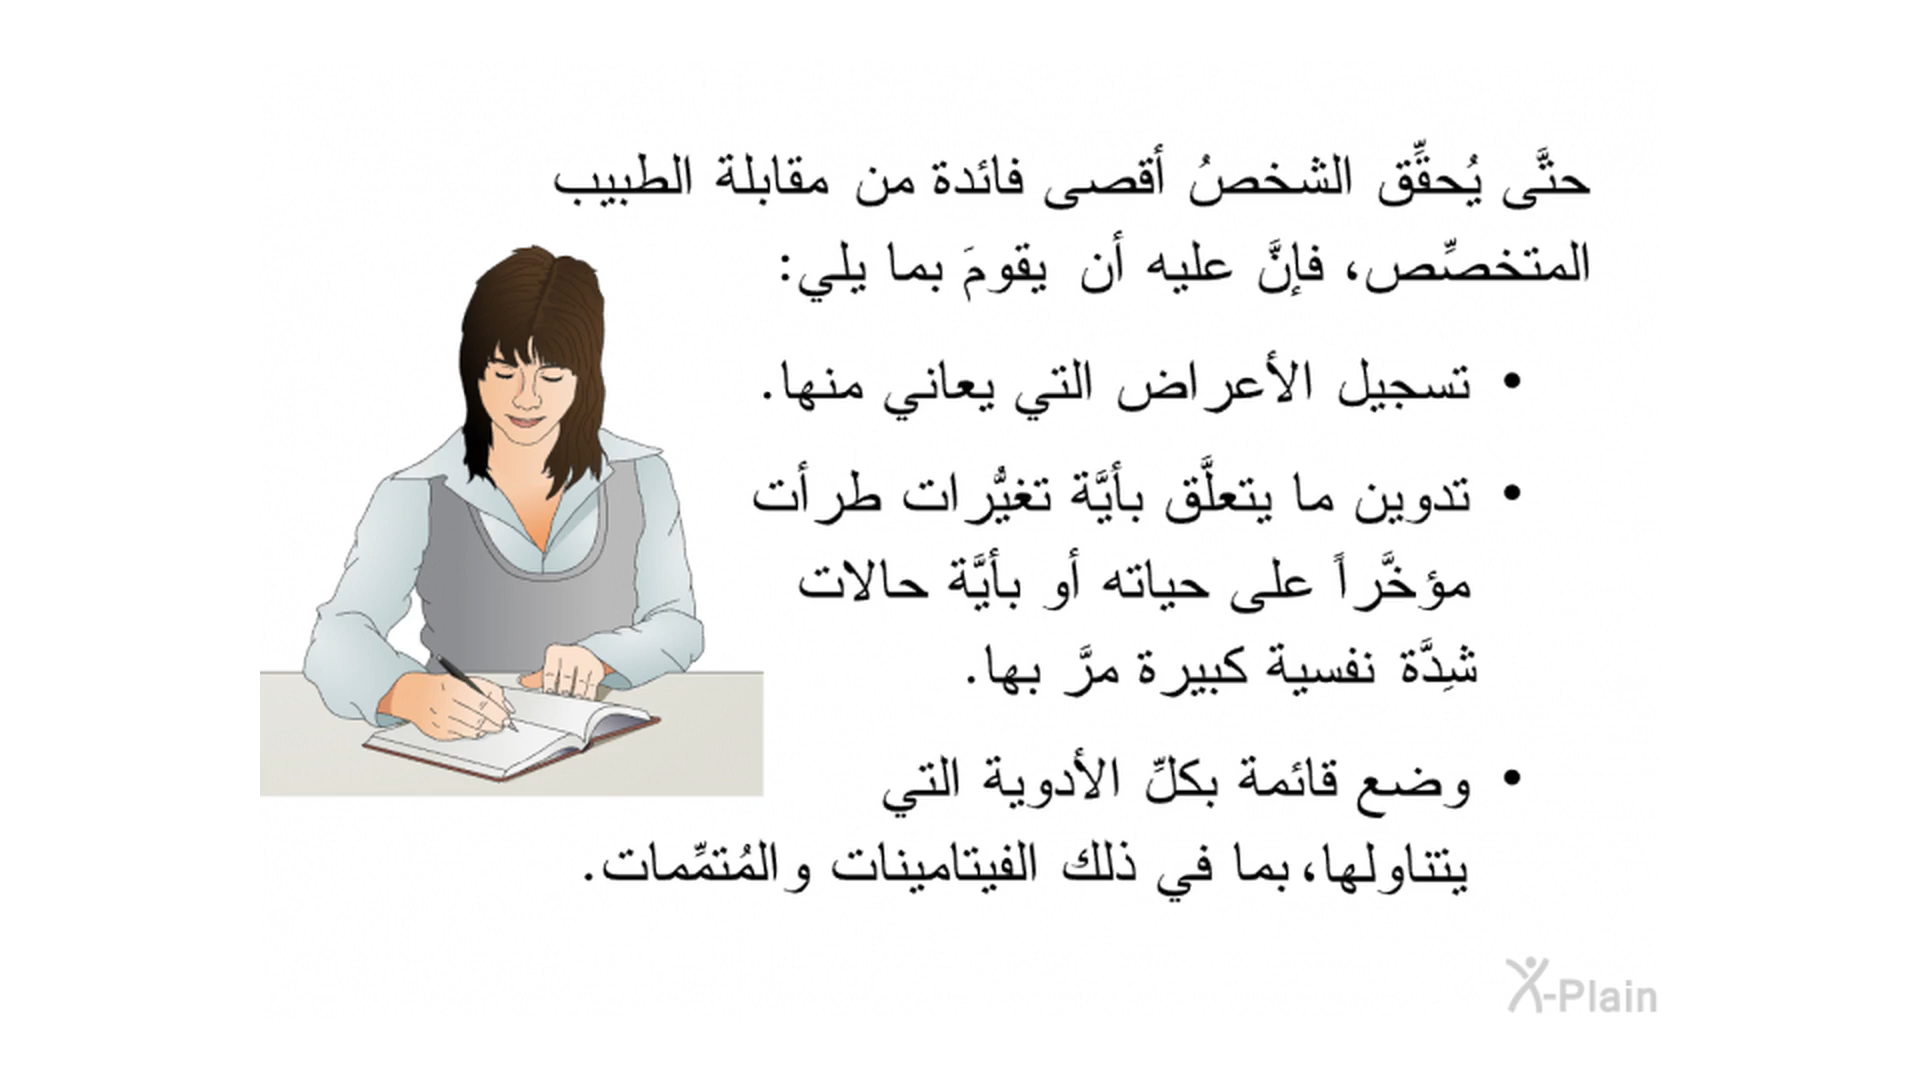 حتَّى يُحقِّق الشخصُ أقصى فائدة من مقابلة الطبيب
المتخصِّص، فإنَّ عليه أن يقومَ بما يلي:
• تسجيل الأعراض التي يعاني منها.
• تدوين ما يتعلَّق بأيَّة تغيُّرات طرأت
مؤخَّراً على حياته أو بأيَّة حالات
شِدَّة نفسية كبيرة مرَّ بها.
• وضع قائمة بكلِّ الأدوية التي
يتناولها، بما في ذلك الفيتامينات والمُتمِّمات.
X-Plain